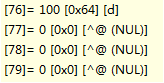 [76]= 100 [0x64] [d]
[77]= 0 [0x0] [^@ (NUL)]
[78]= 0 [0x0] [^@ (NUL)]
[79]= 0 [0x0] [^@ (NUL)]